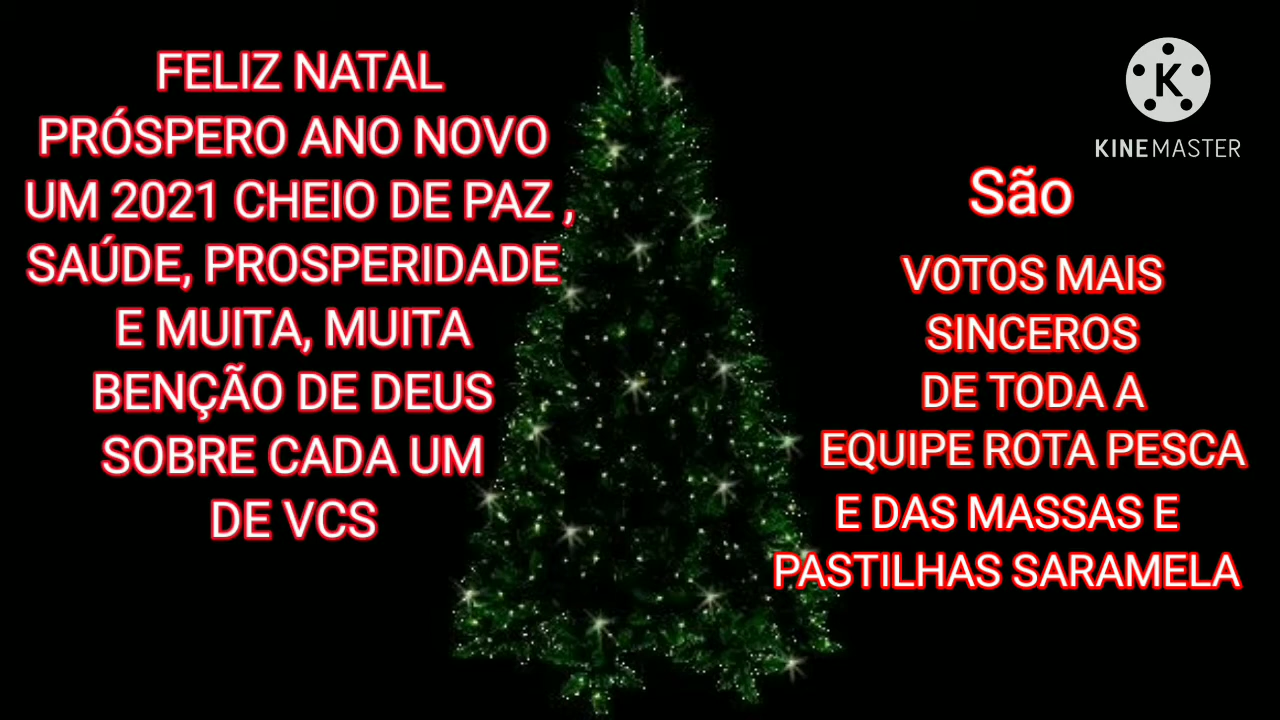 FELIZ NATAL
PRÓSPERO ANO NOVO
UM 2021 CHEIO DE PAZ ,
SAÚDE, PROSPERIDADE
E MUITA, MUITA
BENÇÃO DE DEUS
SOBRE CADA UM
DE VCS
K
KINEMASTER
São
VOTOS MAIS
SINCEROS
DE TODA A
EQUIPE ROTA PESCA
E DAS MASSAS E
PASTILHAS SARAMELA